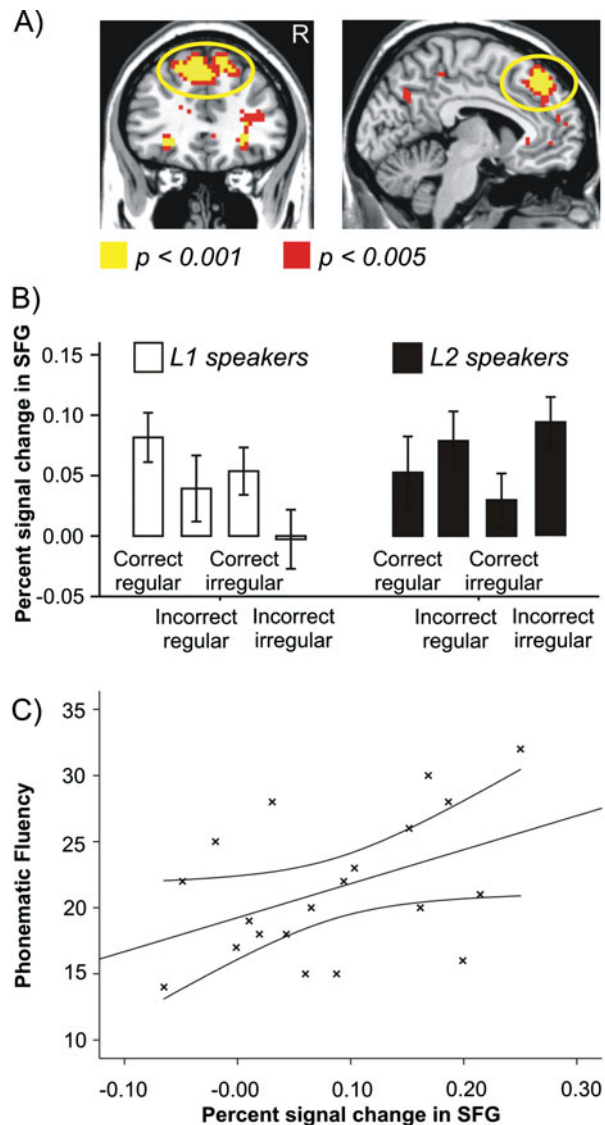 A)
R
p < 0.001 p < 0.005
B)
Percent signal change in SFG
0.15
0.10
0.05
0.00
-0.05
L1 speakers L2 speakers
Correct regular
Incorrect regular
Correct irregular
Incorrect irregular
Correct regular
Incorrect regular
Correct irregular
Incorrect irregular
C)
Phonematic Fluency
35
30
25
20
15
10
-0.10 -0.00 0.10 0.20 0.30
Percent signal change in SFG